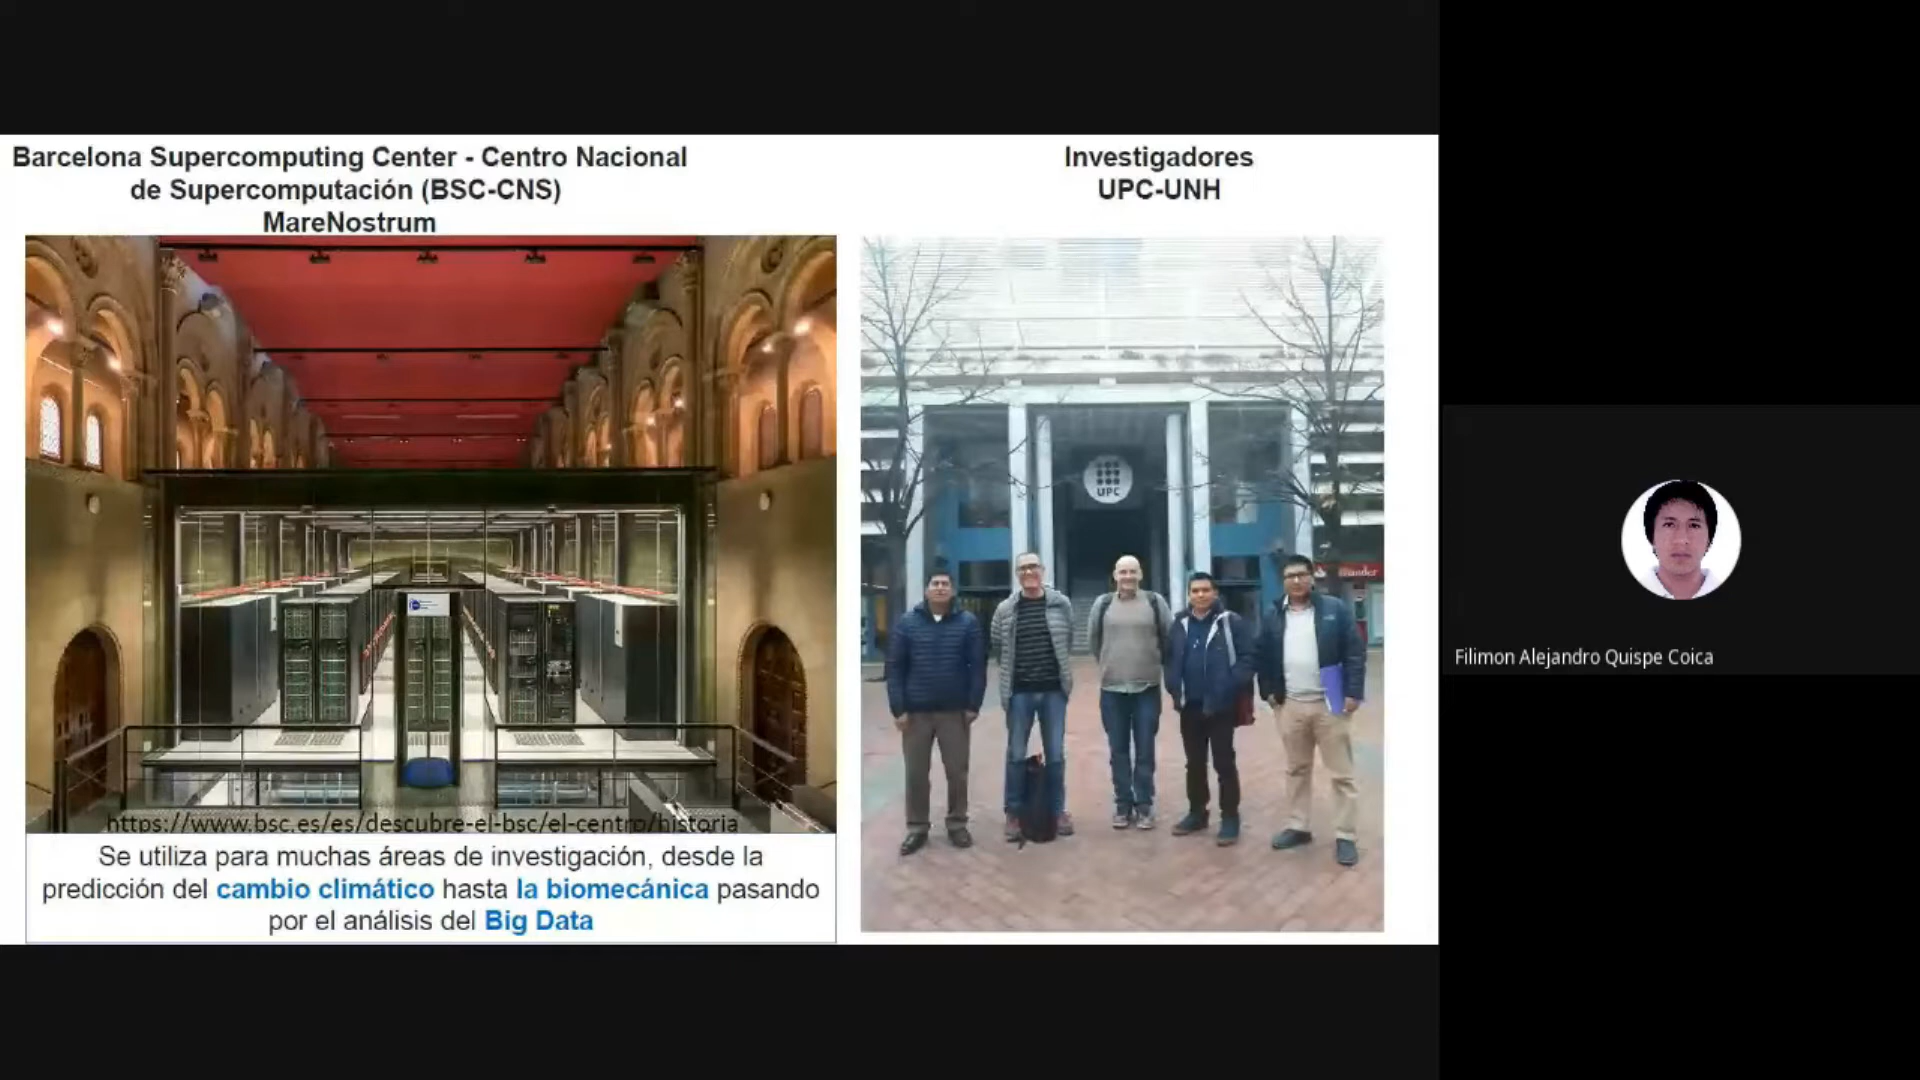 Barcelona Supercomputing Center - Centro Nacional
de Supercomputación (BSC-CNS)
MareNostrum
https://www.bsc.es/es/descubre-el-bsc/el-centro/historia
Se utiliza para muchas áreas de investigación, desde la
predicción del cambio climático hasta la biomecánica pasando
por el análisis del Big Data
Investigadores
UPC-UNH
UPC
Filimon Alejandro Quispe Coica